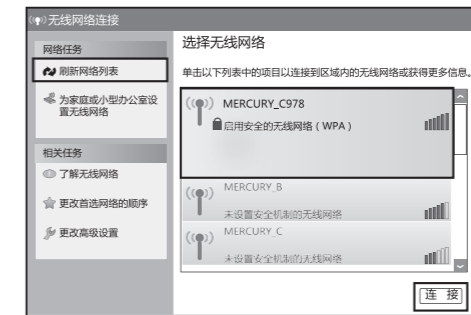 无线网络连接
网络任务
刷新网络列表
为家庭或小型办公室设
置无线网络
相关任务
了解无线网络
更改首选网络的顺序
更改高级设置
选择无线网络
单击以下列表中的项目以连接到区域内的无线网络或获得更多信息。
MERCURY_C978
启用安全的无线网络（WPA）
MERCURY_B
未设置安全机制的无线网络
MERCURY_C
未设置安全机制的无线网络
连 接